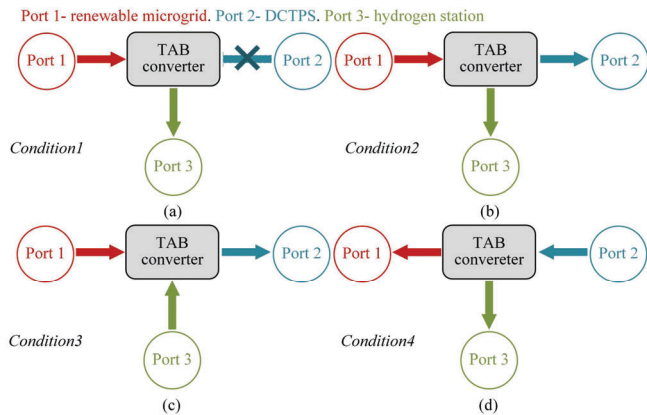 Port 1- renewable microgrid. Port 2- DCTPS. Port 3- hydrogen station
Port 1
TAB
converter
Port 2
Condition1
Port 3
(a)
Port 1
TAB
converter
Port 2
Condition2
Port 3
(b)
Port 1
TAB
converter
Port 2
Condition3
Port 3
(c)
Port 1
TAB
convereter
Port 2
Condition4
Port 3
(d)